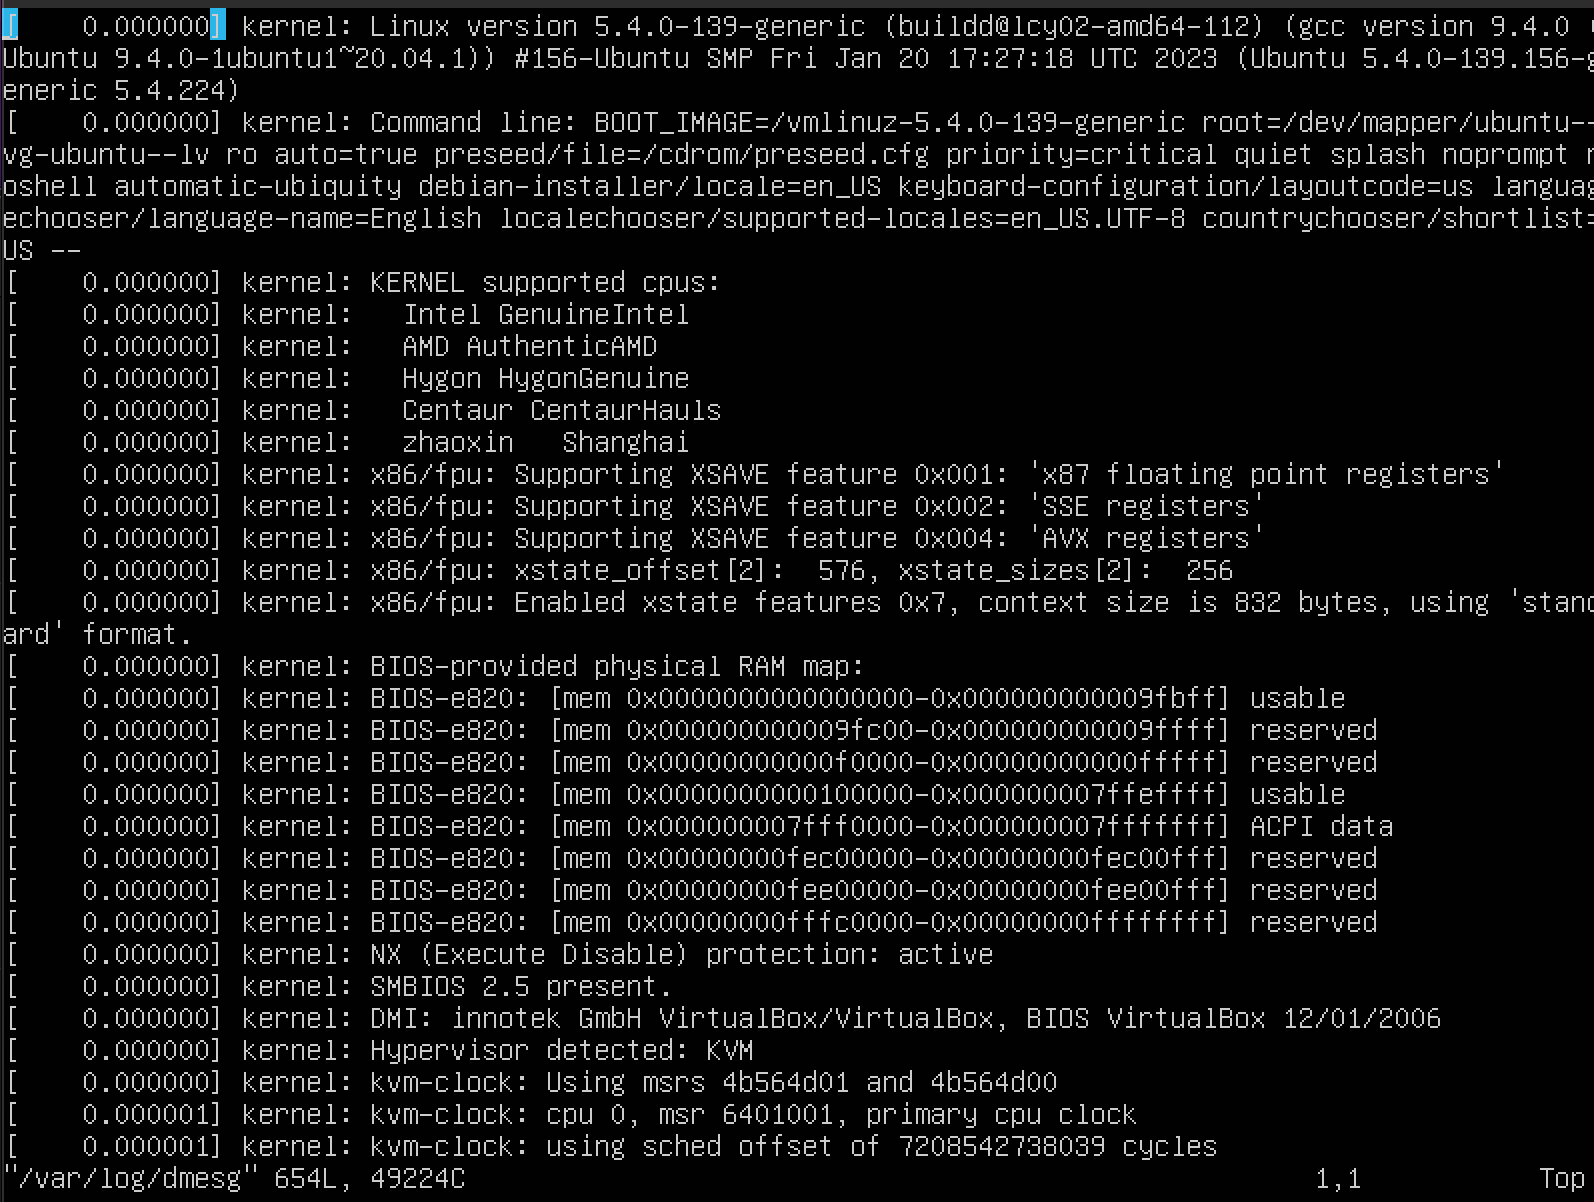 [    0.000000] kernel: Linux version 5.4.0-139-generic (buildd@lcy02-amd64-112) (gcc version 9.4.0
Ubuntu 9.4.0-1ubuntu1~20.04.1)) #156-Ubuntu SMP Fri Jan 20 17:27:18 UTC 2023 (Ubuntu 5.4.0-139.156-g
eneric 5.4.224)
[    0.000000] kernel: Command line: BOOT_IMAGE=/vmlinuz-5.4.0-139-generic root=/dev/mapper/ubuntu--
vg-ubuntu--lv ro auto=true preseed/file=/cdrom/preseed.cfg priority=critical quiet splash noprompt n
oshell automatic-ubiquity debian-installer/locale=en_US keyboard-configuration/layoutcode=us languag
echooser/language-name=English localechooser/supported-locales=en_US.UTF-8 countrychooser/shortlist=
US --
[    0.000000] kernel: KERNEL supported cpus:
[    0.000000] kernel:   Intel GenuineIntel
[    0.000000] kernel:   AMD AuthenticAMD
[    0.000000] kernel:   Hygon HygonGenuine
[    0.000000] kernel:   Centaur CentaurHauls
[    0.000000] kernel:   zhaoxin   Shanghai
[    0.000000] kernel: x86/fpu: Supporting XSAVE feature 0x001: 'x87 floating point registers'
[    0.000000] kernel: x86/fpu: Supporting XSAVE feature 0x002: 'SSE registers'
[    0.000000] kernel: x86/fpu: Supporting XSAVE feature 0x004: 'AVX registers'
[    0.000000] kernel: x86/fpu: xstate_offset[2]:  576, xstate_sizes[2]:  256
[    0.000000] kernel: x86/fpu: Enabled xstate features 0x7, context size is 832 bytes, using 'stand
ard' format.
[    0.000000] kernel: BIOS-provided physical RAM map:
[    0.000000] kernel: BIOS-e820: [mem 0x0000000000000000-0x000000000009fbff] usable
[    0.000000] kernel: BIOS-e820: [mem 0x000000000009fc00-0x000000000009ffff] reserved
[    0.000000] kernel: BIOS-e820: [mem 0x00000000000f0000-0x00000000000fffff] reserved
[    0.000000] kernel: BIOS-e820: [mem 0x0000000000100000-0x000000007ffeffff] usable
[    0.000000] kernel: BIOS-e820: [mem 0x000000007fff0000-0x000000007fffffff] ACPI data
[    0.000000] kernel: BIOS-e820: [mem 0x00000000fec00000-0x00000000fec00fff] reserved
[    0.000000] kernel: BIOS-e820: [mem 0x00000000fee00000-0x00000000fee00fff] reserved
[    0.000000] kernel: BIOS-e820: [mem 0x00000000fffc0000-0x00000000ffffffff] reserved
[    0.000000] kernel: NX (Execute Disable) protection: active
[    0.000000] kernel: SMBIOS 2.5 present.
[    0.000000] kernel: DMI: innotek GmbH VirtualBox/VirtualBox, BIOS VirtualBox 12/01/2006
[    0.000000] kernel: Hypervisor detected: KVM
[    0.000000] kernel: kvm-clock: Using msrs 4b564d01 and 4b564d00
[    0.000001] kernel: kvm-clock: cpu 0, msr 6401001, primary cpu clock
[    0.000001] kernel: kvm-clock: using sched offset of 7208542738039 cycles
"/var/log/dmesg" 654L, 49224C 1,1 Top